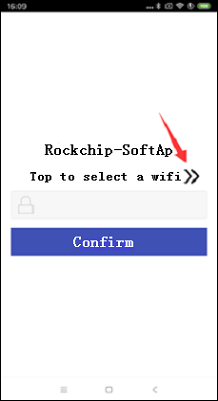 16:09
Rockchip-SoftAp
Top to select a wifi
Confirm